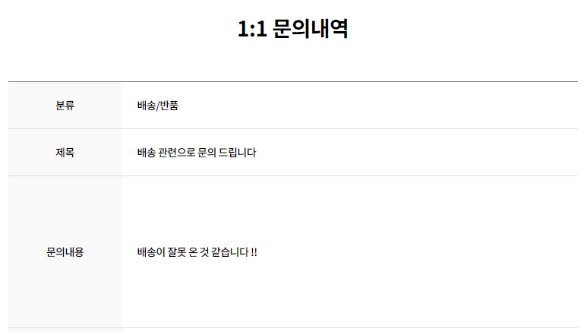 1:1 문의내역
분류 배송/반품
제목 배송 관련으로 문의 드립니다
문의내용 배송이 잘못 온 것 같습니다 !!